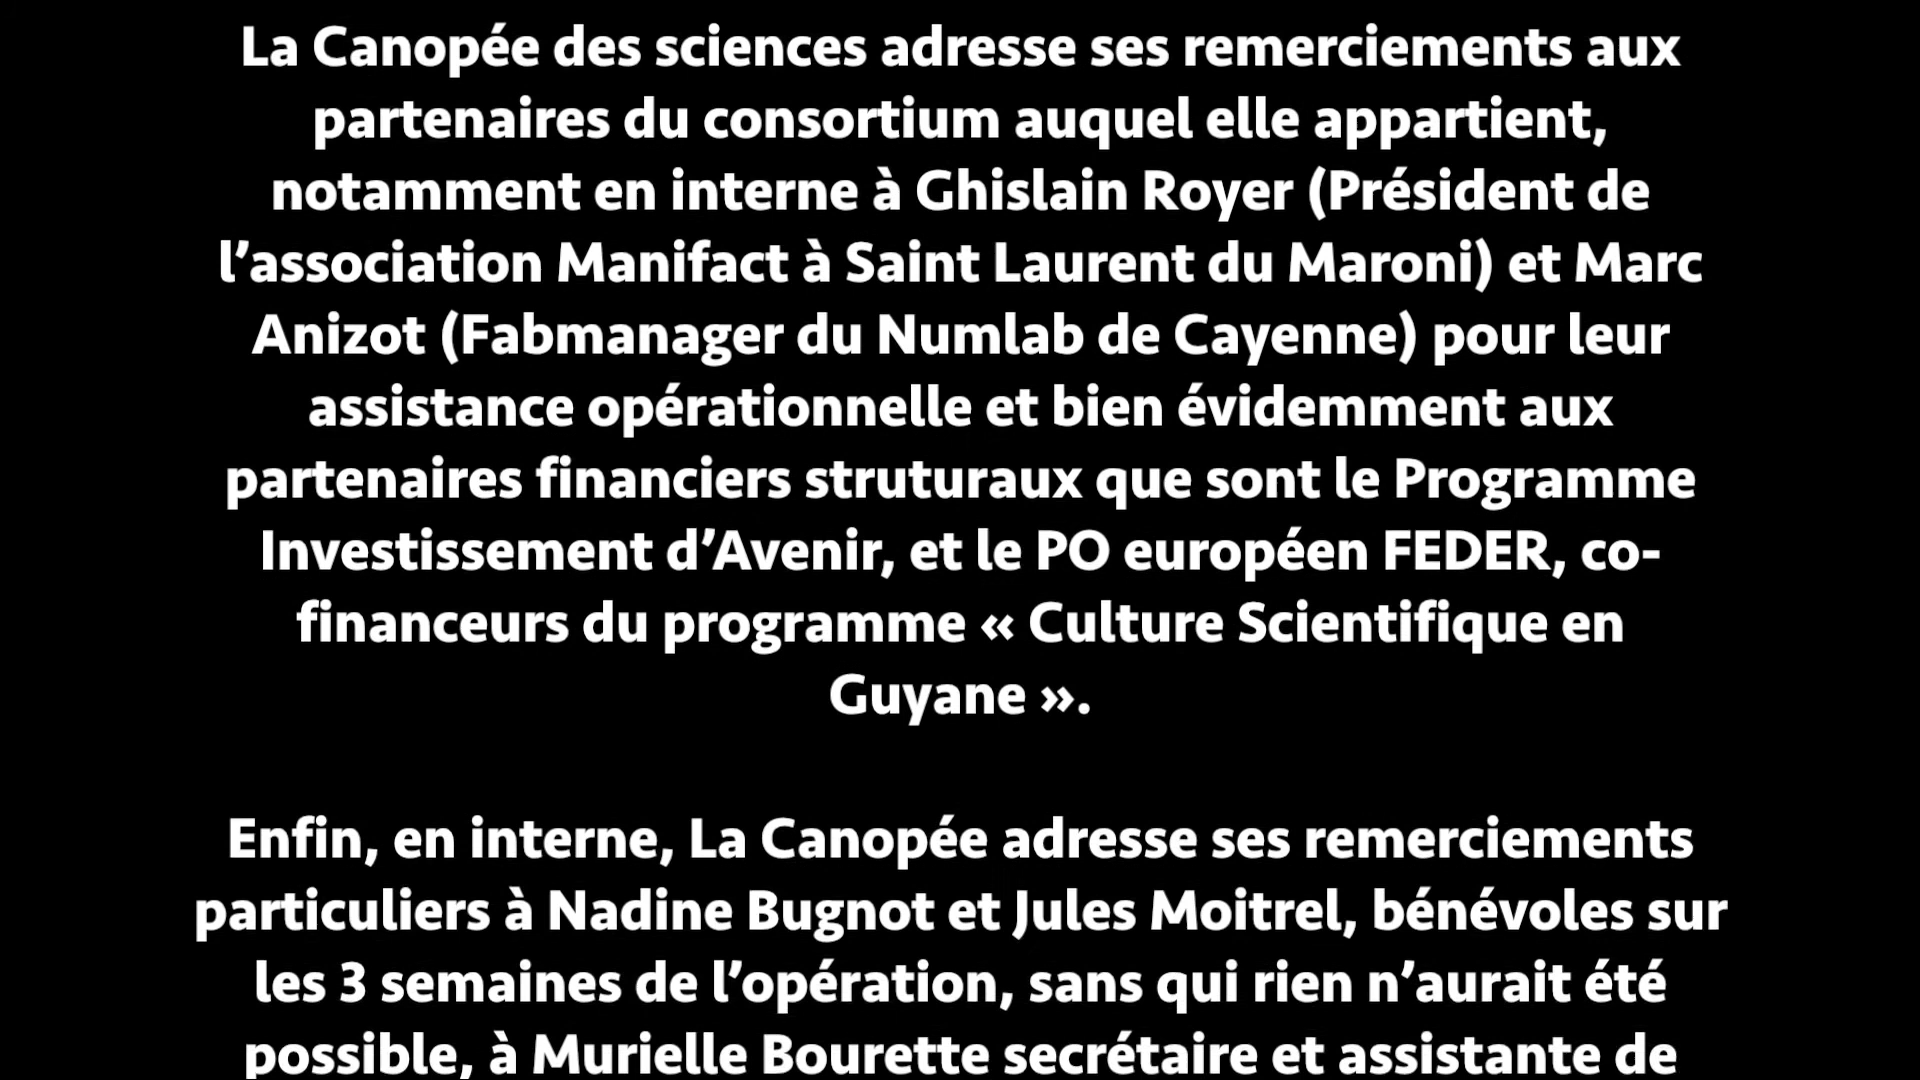 La Canopée des sciences adresse ses remerciements aux
partenaires du consortium auquel elle appartient,
notamment en interne à Ghislain Royer (Président de
l’association Manifact à Saint Laurent du Maroni) et Marc
Anizot (Fabmanager du Numlab de Cayenne) pour leur
assistance opérationnelle et bien évidemment aux
partenaires financiers struturaux que sont le Programme
Investissement d’Avenir, et le PO européen FEDER, co-
financeurs du programme « Culture Scientifique en
Guyane ».
Enfin, en interne, La Canopée adresse ses remerciements
particuliers à Nadine Bugnot et Jules Moitrel, bénévoles sur
les 3 semaines de l’opération, sans qui rien n’aurait été
possible, à Murielle Bourette secrétaire et assistante de